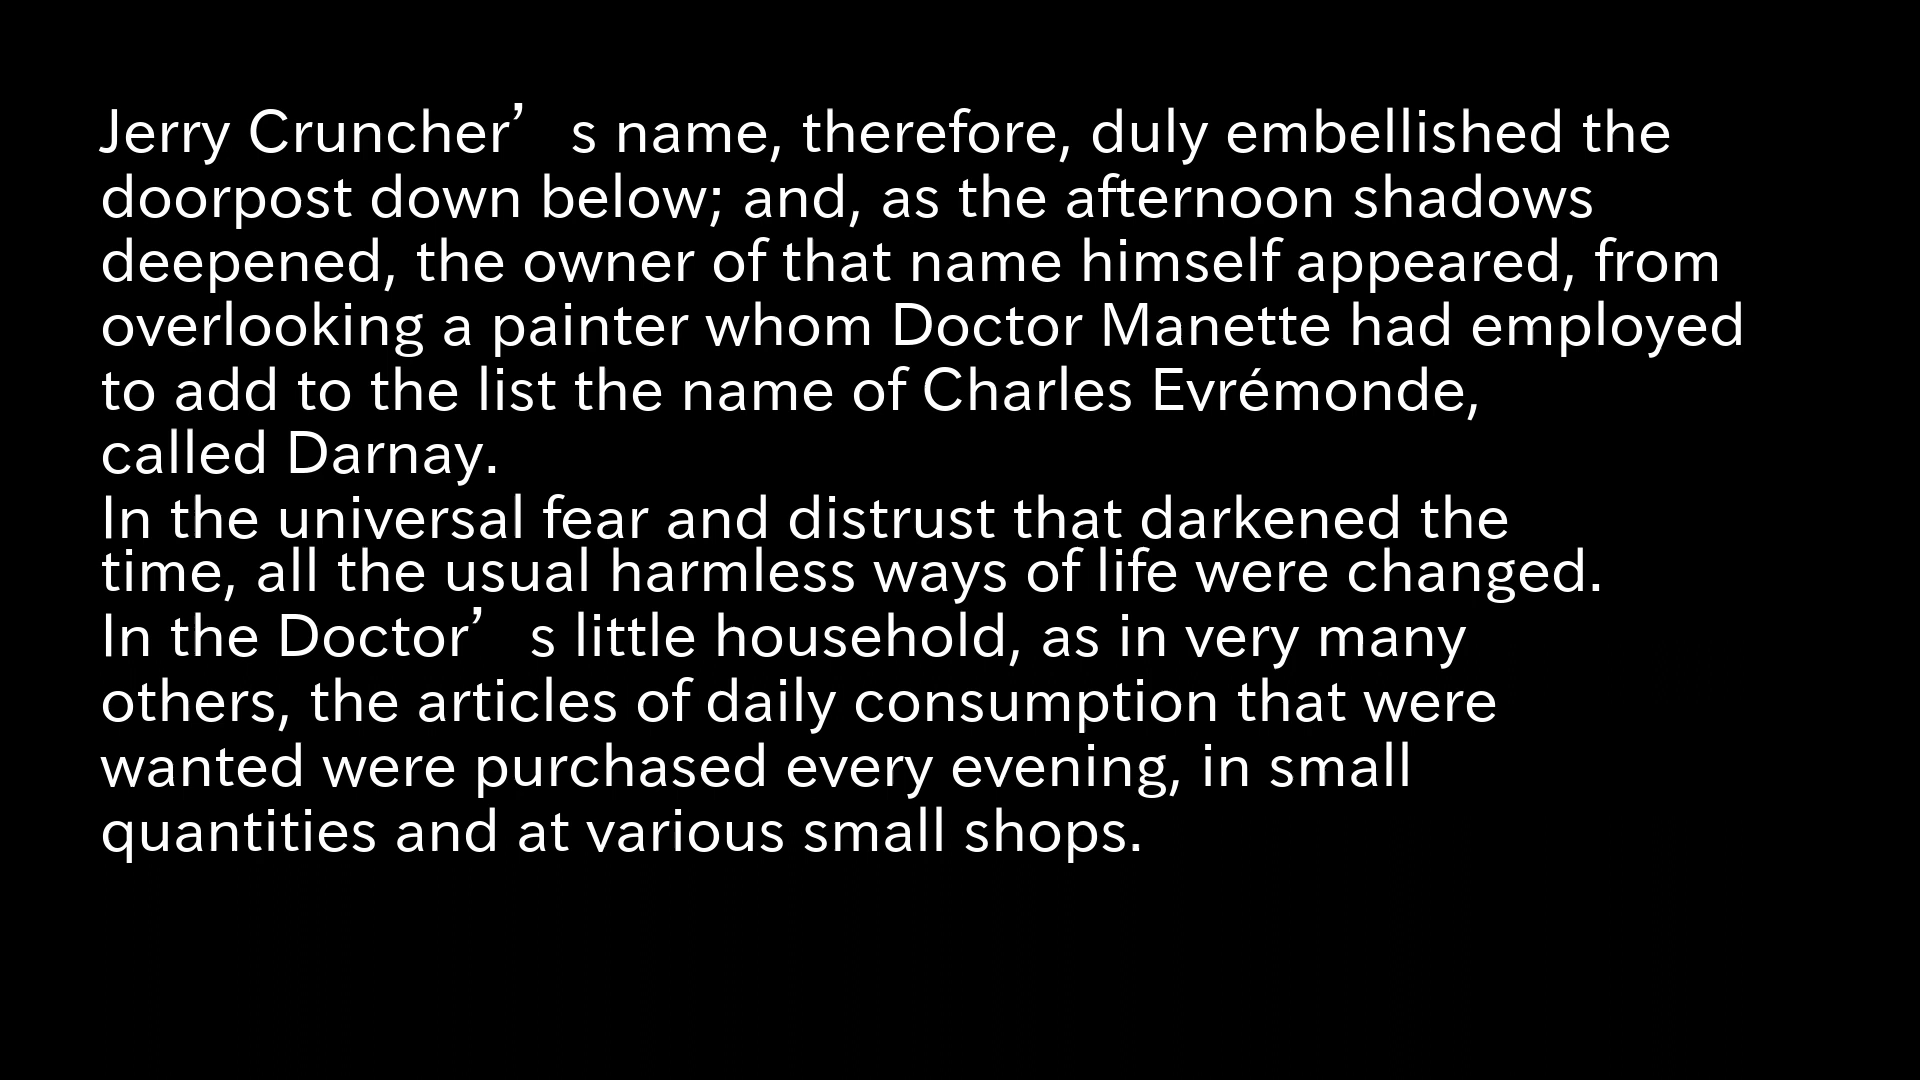 Jerry Cruncher’s name, therefore, duly embellished the
doorpost down below; and, as the afternoon shadows
deepened, the owner of that name himself appeared, from
overlooking a painter whom Doctor Manette had employed
to add to the list the name of Charles Evrémonde,
called Darnay.
In the universal fear and distrust that darkened the
time, all the usual harmless ways of life were changed.
In the Doctor’s little household, as in very many
others, the articles of daily consumption that were
wanted were purchased every evening, in small
quantities and at various small shops.